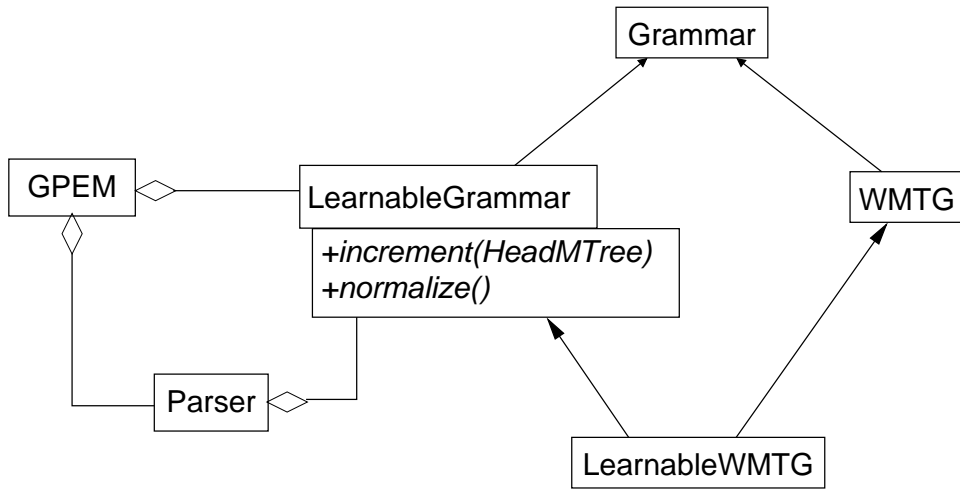 Grammar
GPEM
LearnableGrammar
WMTG
+increment(HeadMTree)
+normalize()
Parser
LearnableWMTG